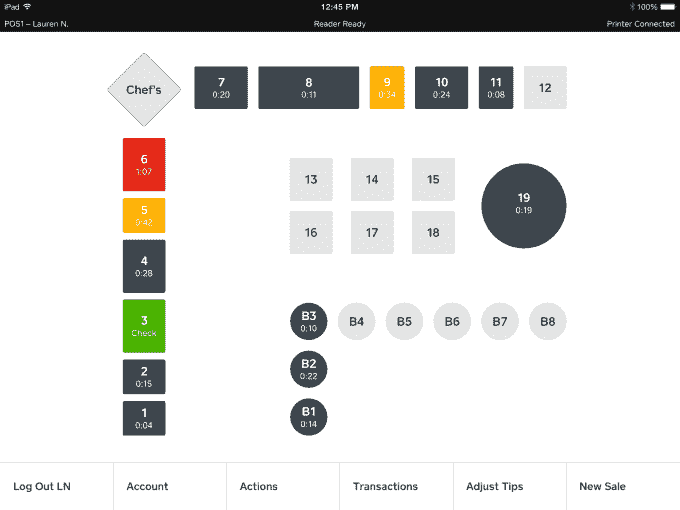 iPad 12:45 PM 100%
POS1 – Lauren N. Reader Ready Printer Connected
Chef's
7
0:20
8
0:11
9
0:34
10
0:24
11
0:08
12
6
1:07
5
0:42
4
0:28
3
Check
2
0:15
1
0:04
13
14
15
16
17
18
19
0:19
B3
0:10
B4
B5
B6
B7
B8
B2
0:22
B1
0:14
Log Out LN
Account
Actions
Transactions
Adjust Tips
New Sale